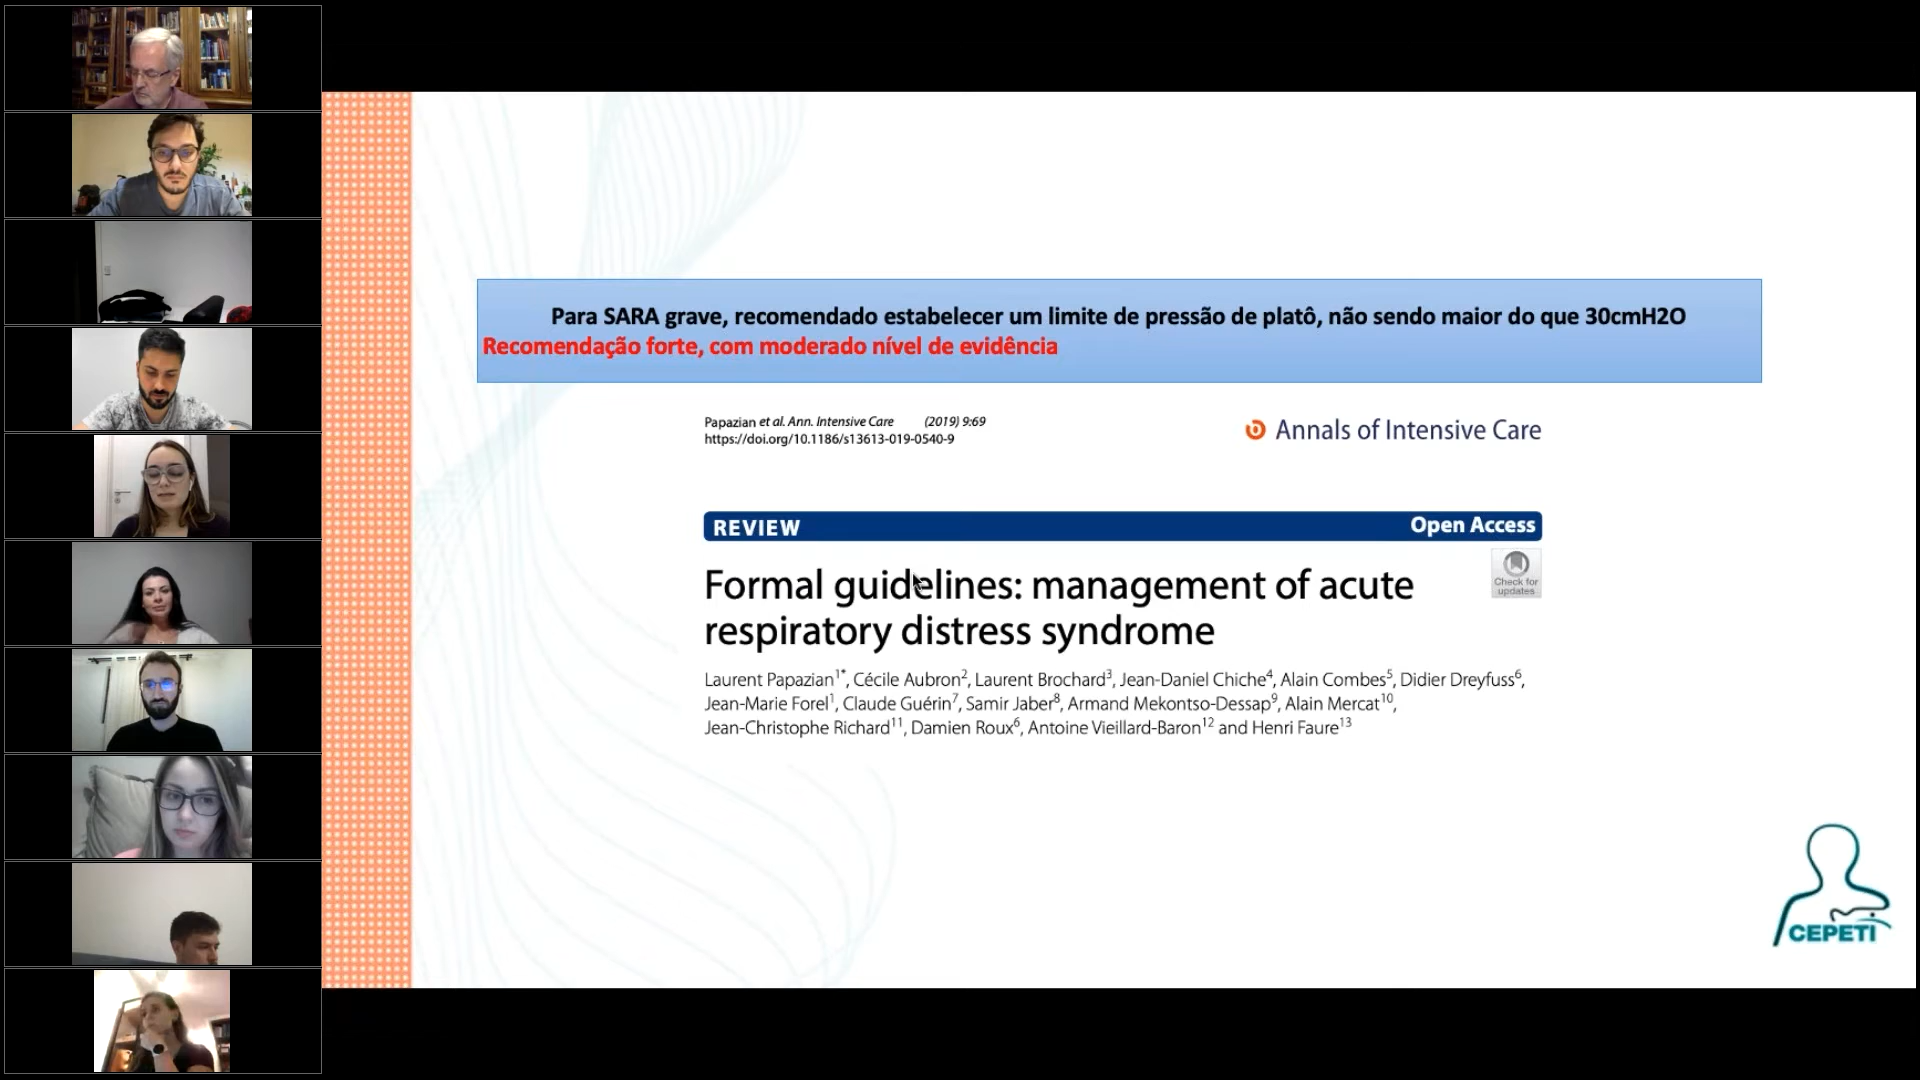 Para SARA grave, recomendado estabelecer um limite de pressão de platô, não sendo maior do que 30cmH2O
Recomendação forte, com moderado nível de evidência
Papazian et al. Ann. Intensive Care (2019) 9:69
https://doi.org/10.1186/s13613-019-0540-9
Annals of Intensive Care
REVIEW
Open Access
Check for
updates
Formal guidelines: management of acute
respiratory distress syndrome
Laurent Papazian1*, Cécile Aubron2, Laurent Brochard3, Jean-Daniel Chiche4, Alain Combes5, Didier Dreyfuss6,
Jean-Marie Forel1, Claude Guérin7, Samir Jaber8, Armand Mekontso-Dessap9, Alain Mercat10,
Jean-Christophe Richard11, Damien Roux6, Antoine Vieillard-Baron12 and Henri Faure13
CEPETI